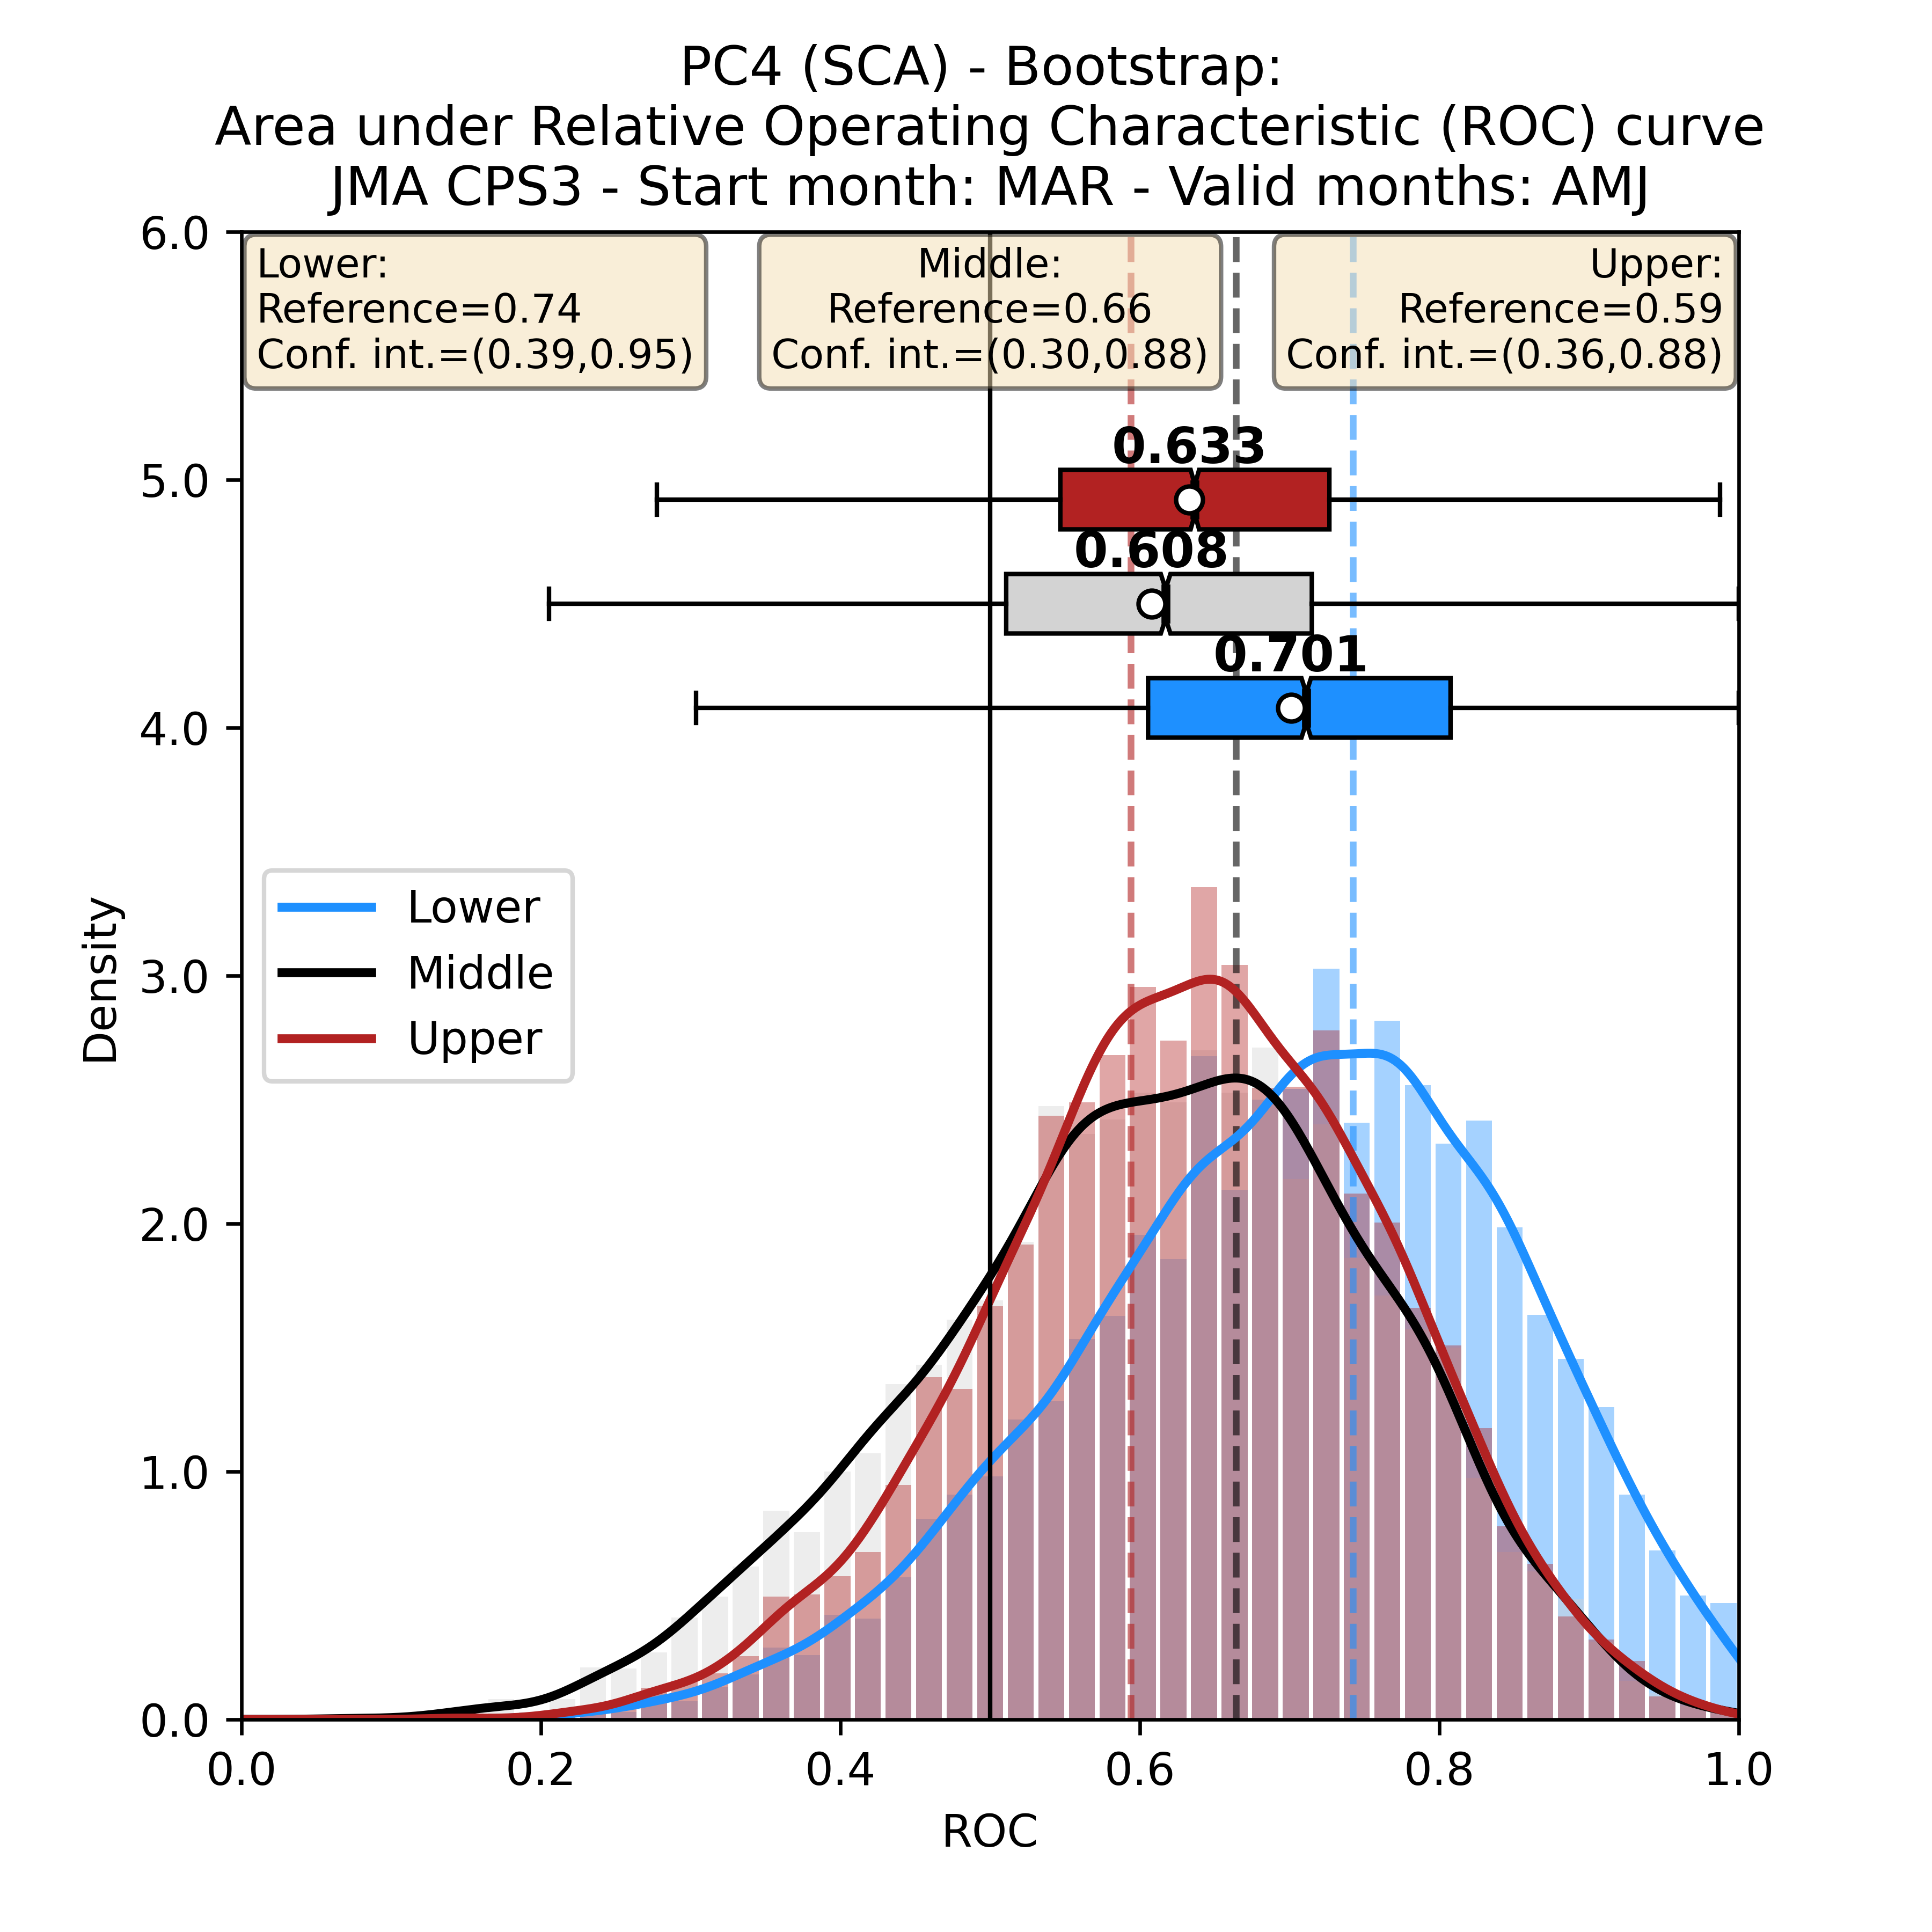 PC4 (SCA) - Bootstrap:
Area under Relative Operating Characteristic (ROC) curve
JMA CPS3 - Start month: MAR - Valid months: AMJ
6.0
Lower:
Reference=0.74
Conf. int.=(0.39,0.95)
Middle:
Reference=0.66
Conf. int.=(0.30,0.88)
Upper:
Reference=0.59
Conf. int.=(0.36,0.88)
0.633
5.0
0.608
0.701
4.0
Lower
Middle
Upper
Density
3.0
2.0
1.0
0.0
0.0
0.2
0.4
0.6
0.8
1.0
ROC